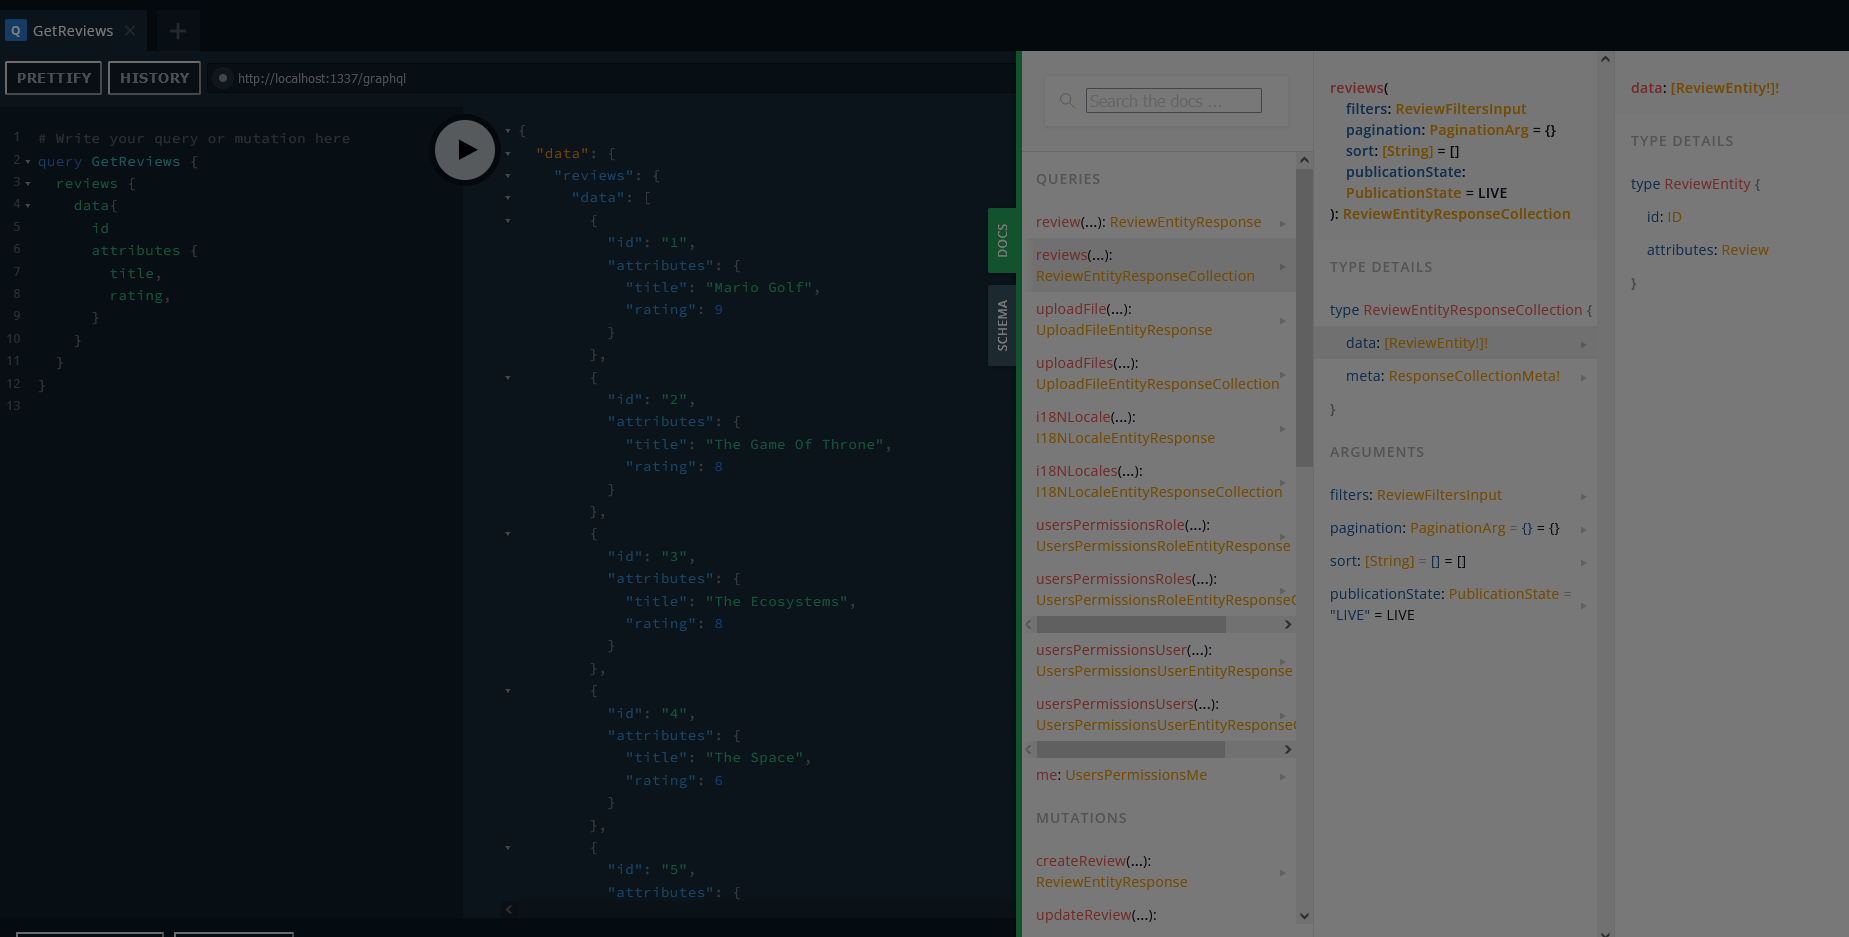 Q GetReviews
PRETTIFY HISTORY http://localhost:1337/graphql
1 # Write your query or mutation here
2 query GetReviews {
3 reviews {
4 data{
5 id
6 attributes {
7 title,
8 rating,
9 }
10 }
11 }
12 }
13
{
"data": {
"reviews": {
"data": [
{
"id": "1",
"attributes": {
"title": "Mario Golf",
"rating": 9
}
},
{
"id": "2",
"attributes": {
"title": "The Game Of Throne",
"rating": 8
}
},
{
"id": "3",
"attributes": {
"title": "The Ecosystems",
"rating": 8
}
},
{
"id": "4",
"attributes": {
"title": "The Space",
"rating": 6
}
},
{
"id": "5",
"attributes": {
DOCS
SCHEMA
Search the docs ...
QUERIES
review(...): ReviewEntityResponse
reviews(...):
ReviewEntityResponseCollection
uploadFile(...):
UploadFileEntityResponse
uploadFiles(...):
UploadFileEntityResponseCollection
i18NLocale(...):
I18NLocaleEntityResponse
i18NLocales(...):
I18NLocaleEntityResponseCollection
usersPermissionsRole(...):
UsersPermissionsRoleEntityResponse
usersPermissionsRoles(...):
UsersPermissionsRoleEntityResponseC
usersPermissionsUser(...):
UsersPermissionsUserEntityResponse
usersPermissionsUsers(...):
UsersPermissionsUserEntityResponseC
me: UsersPermissionsMe
MUTATIONS
createReview(...):
ReviewEntityResponse
updateReview(...):
reviews(
filters: ReviewFiltersInput
pagination: PaginationArg = {}
sort: [String] = []
publicationState:
PublicationState = LIVE
): ReviewEntityResponseCollection
TYPE DETAILS
type ReviewEntityResponseCollection {
data: [ReviewEntity!]!
meta: ResponseCollectionMeta!
}
ARGUMENTS
filters: ReviewFiltersInput
pagination: PaginationArg = {} = {}
sort: [String] = [] = []
publicationState: PublicationState =
"LIVE" = LIVE
data: [ReviewEntity!]!
TYPE DETAILS
type ReviewEntity {
id: ID
attributes: Review
}